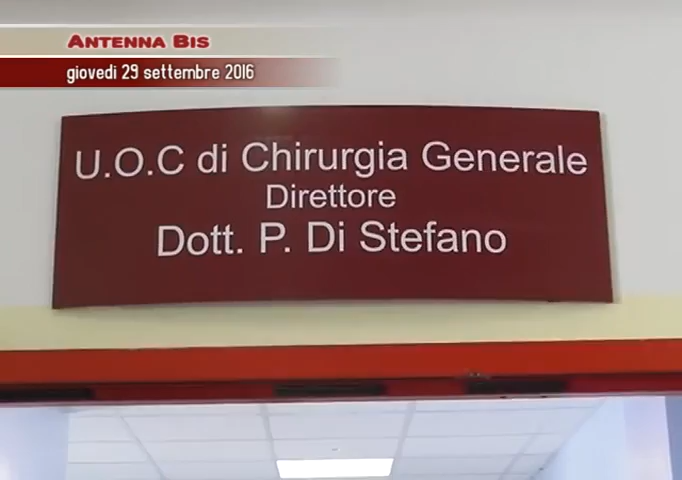 ANTENNA BIS
giovedì 29 settembre 2016
U.O.C di Chirurgia Generale
Direttore
Dott. P. Di Stefano